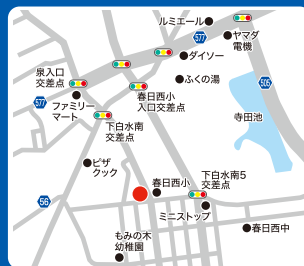 ルミエール
577
ヤマダ
電機
ダイソー
泉入口
交差点
ふくの湯
505
577
春日西小
入口交差点
ファミリー
マート
下白水南
交差点
寺田池
ピザ
クック
春日西小
下白水南5
交差点
56
ミニストップ
もみの木
幼稚園
春日西中